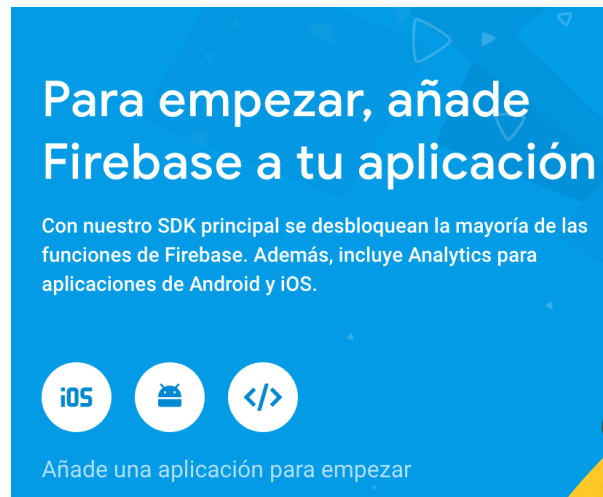 Para empezar, añade
Firebase a tu aplicación
Con nuestro SDK principal se desbloquean la mayoría de las
funciones de Firebase. Además, incluye Analytics para
aplicaciones de Android y iOS.
iOS
</>
Añade una aplicación para empezar